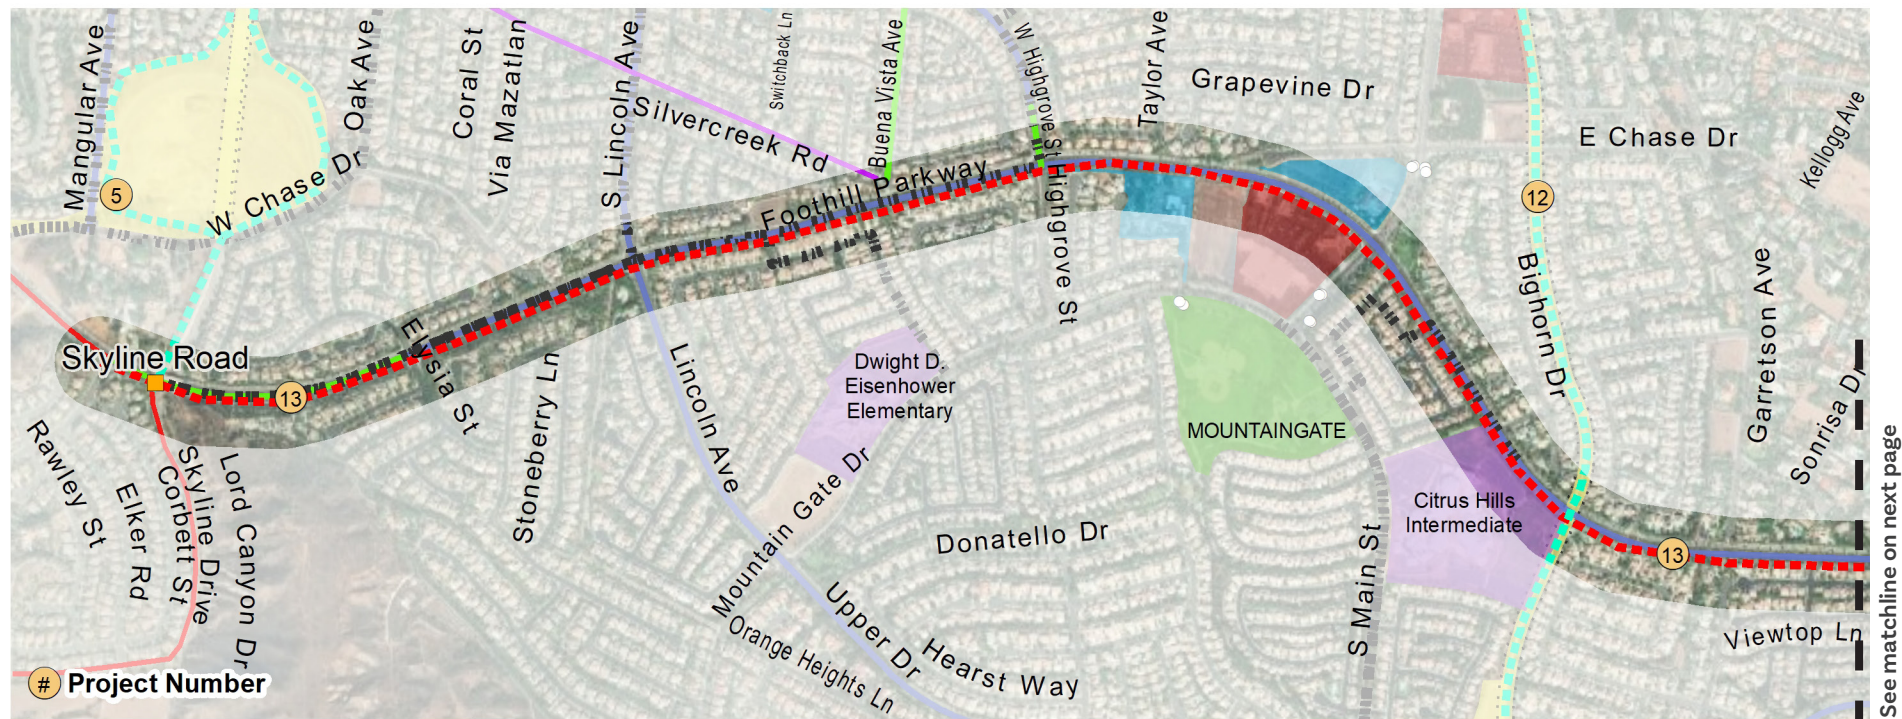 Mangular Ave
Oak Ave
Coral St
Via Mazatlan
S Lincoln Ave
Switchback Ln
Buena Vista Ave
W Highgrove St
Taylor Ave
Grapevine Dr
E Chase Dr
Kellogg Ave
Silvercreek Rd
5
W Chase Dr
12
Foothill Parkway
Highgrove St
Bighorn Dr
Garretson Ave
Sonrisa Dr
Skyline Road
13
Elysia St
Stoneberry Ln
Lincoln Ave
Dwight D.
Eisenhower
Elementary
MOUNTAINGATE
Rawley St
Elker Rd
Corbett St
Skyline Drive
Lord Canyon Dr
Mountain Gate Dr
Donatello Dr
Citrus Hills
Intermediate
S Main St
13
Upper Dr
Hearst Way
Orange Heights Ln
Viewtop Ln
See matchline on next page
# Project Number